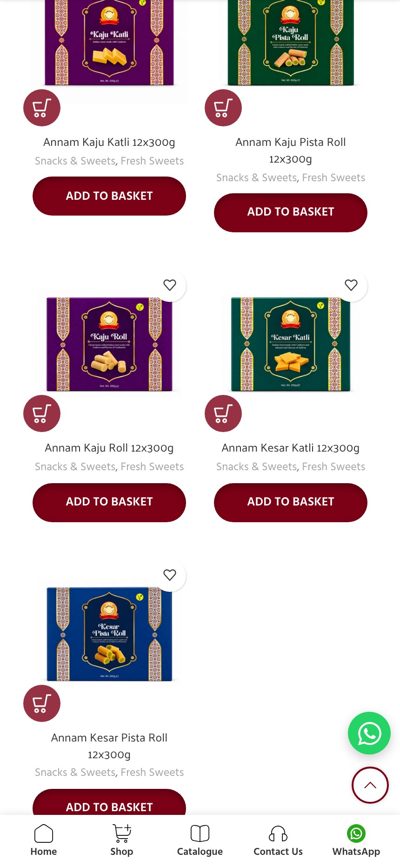 Kaju Katli
Kaju
Pista Roll
Annam Kaju Katli 12x300g
Snacks & Sweets, Fresh Sweets
ADD TO BASKET
Annam Kaju Pista Roll
12x300g
Snacks & Sweets, Fresh Sweets
ADD TO BASKET
Kaju Roll
Kesar Katli
Annam Kaju Roll 12x300g
Snacks & Sweets, Fresh Sweets
ADD TO BASKET
Annam Kesar Katli 12x300g
Snacks & Sweets, Fresh Sweets
ADD TO BASKET
Kesar
Pista Roll
Annam Kesar Pista Roll
12x300g
Snacks & Sweets, Fresh Sweets
ADD TO BASKET
Home
Shop
Catalogue
Contact Us
WhatsApp